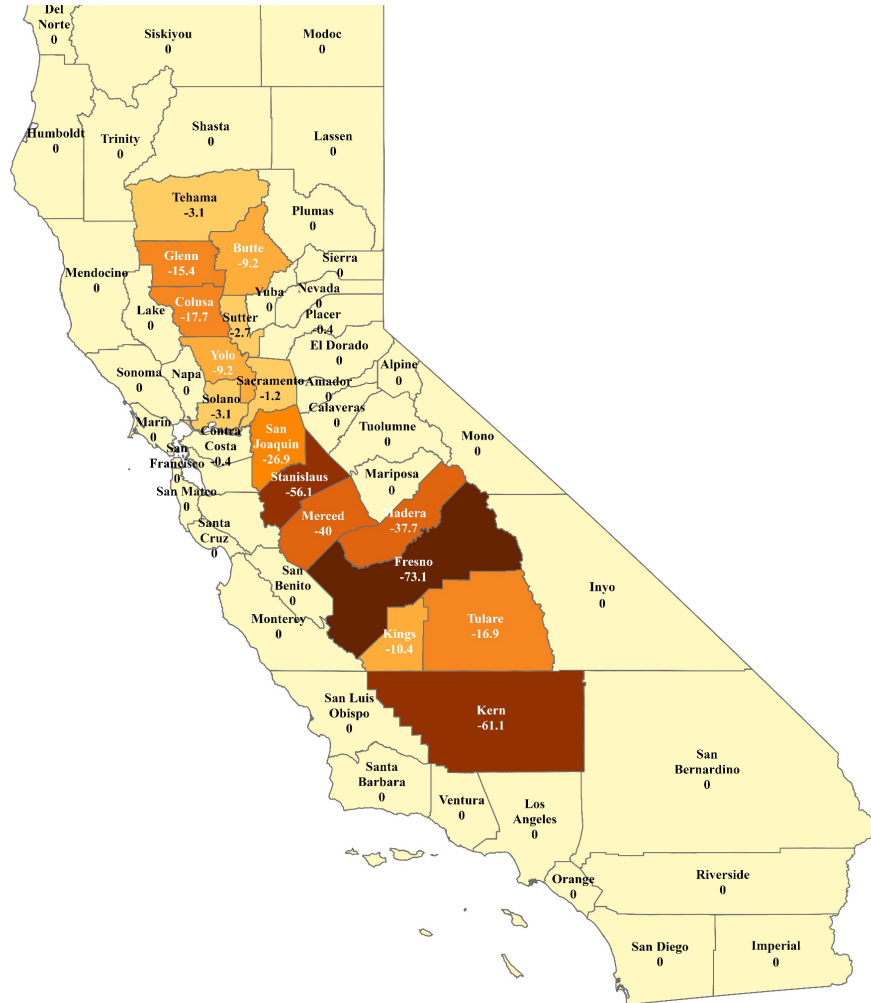 Del
Norte
0
Siskiyou
0
Modoc
0
Humboldt
0
Trinity
0
Shasta
0
Lassen
0
Tehama
-3.1
Plumas
0
Glenn
-15.4
Butte
-9.2
Mendocino
0
Sierra
0
Colusa
-17.7
Lake
0
Yuba
0
Nevada
0
Sutter
-2.7
Placer
-0.4
El Dorado
0
Yolo
-9.2
Sonoma
0
Napa
0
Sacramento
-1.2
Amador
0
Alpine
0
Solano
-3.1
Calaveras
0
Marin
0
Contra
Costa
-0.4
San
Joaquin
-26.9
Tuolumne
0
Mono
0
San
Francisco
0
Stanislaus
-56.1
Mariposa
0
San Mateo
0
Merced
-40
Madera
-37.7
Santa
Cruz
0
Fresno
-73.1
San
Benito
0
Inyo
0
Monterey
0
Kings
-10.4
Tulare
-16.9
San Luis
Obispo
0
Kern
-61.1
San
Bernardino
0
Santa
Barbara
0
Ventura
0
Los
Angeles
0
Orange
0
Riverside
0
San Diego
0
Imperial
0